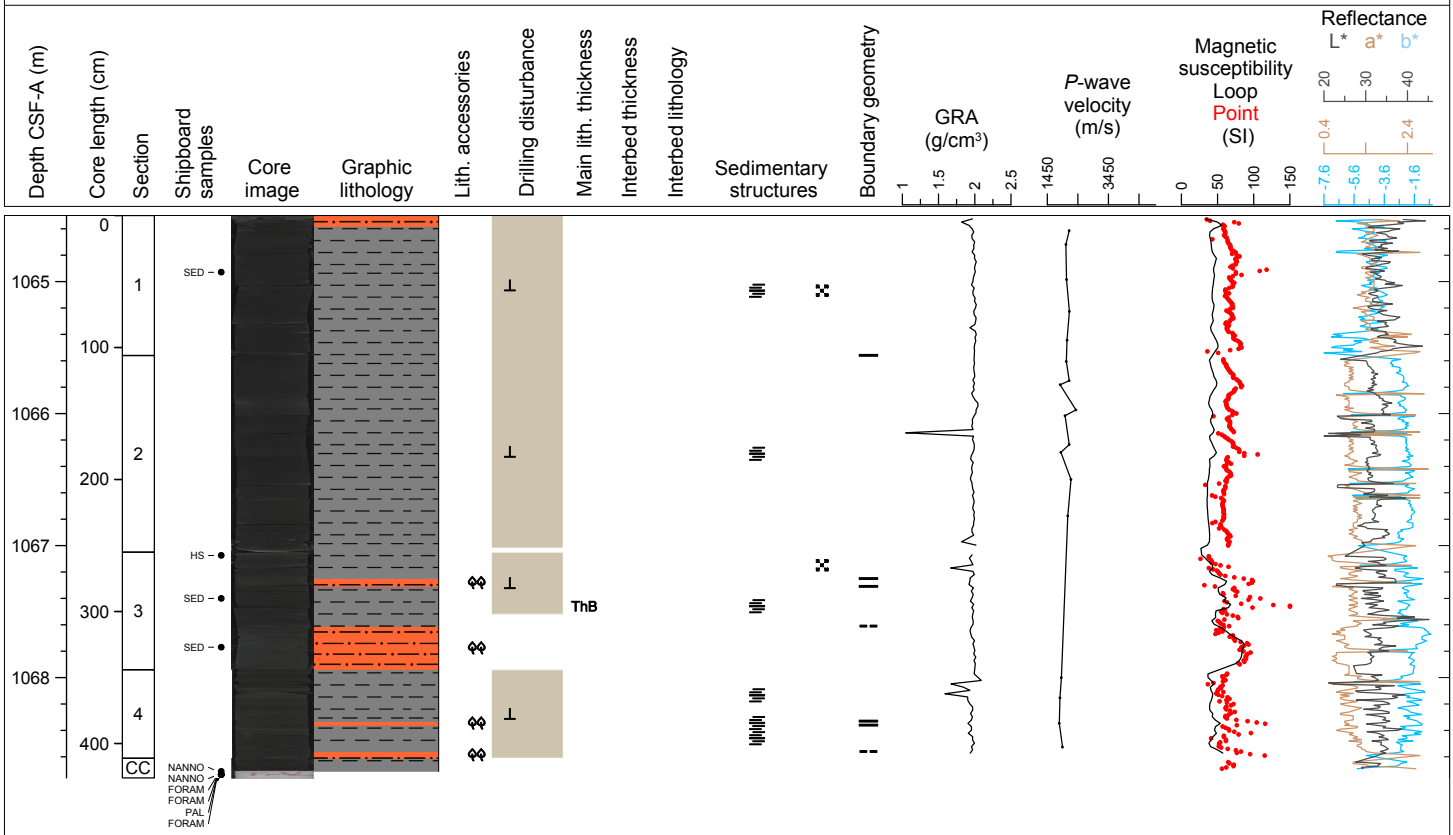 Depth CSF-A (m)
Core length (cm)
Section
Shipboard
samples
Core
image
Graphic
lithology
Lith. accessories
Drilling disturbance
Main lith. thickness
Interbed thickness
Interbed lithology
Sedimentary
structures
Boundary geometry
GRA
(g/cm³)
1 1.5 2 2.5
P-wave
velocity
(m/s)
1450 3450
Magnetic
susceptibility
Loop
Point
(SI)
0 50 100 150
Reflectance
L* a* b*
20 30 40
0.4 2.4
-7.6 -5.6 -3.6 -1.6
0
1065
SED
1
100
1066
2
200
1067
HS
SED
3
300
ThB
SED
1068
4
400
CC
NANNO
NANNO
FORAM
FORAM
PAL
FORAM